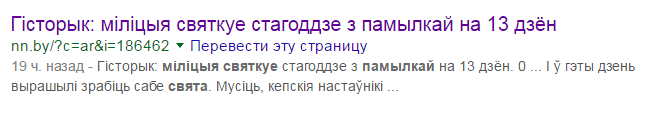 Гісторык: міліцыя святкуе стагоддзе з памылкай на 13 дзён
nn.by/?c=ar&i=186462 ▼ Перевести эту страницу
19 ч. назад - Гісторык: міліцыя святкуе стагоддзе з памылкай на 13 дзён. 0 ... І ў гэты дзень
вырашылі зрабіць сабе свята. Мусіць, кепскія настаўнікі ...